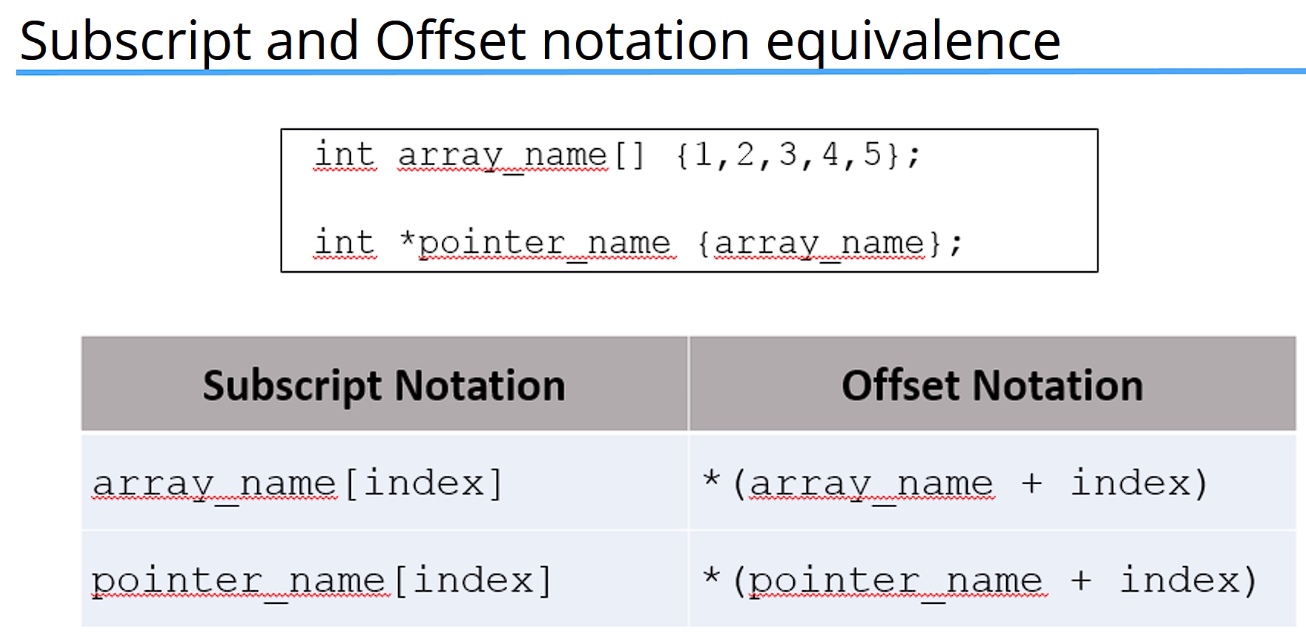 Subscript and Offset notation equivalence
int array_name[] {1,2,3,4,5};
int *pointer_name {array_name};
Subscript Notation Offset Notation
array_name[index] *(array_name + index)
pointer_name[index] *(pointer_name + index)